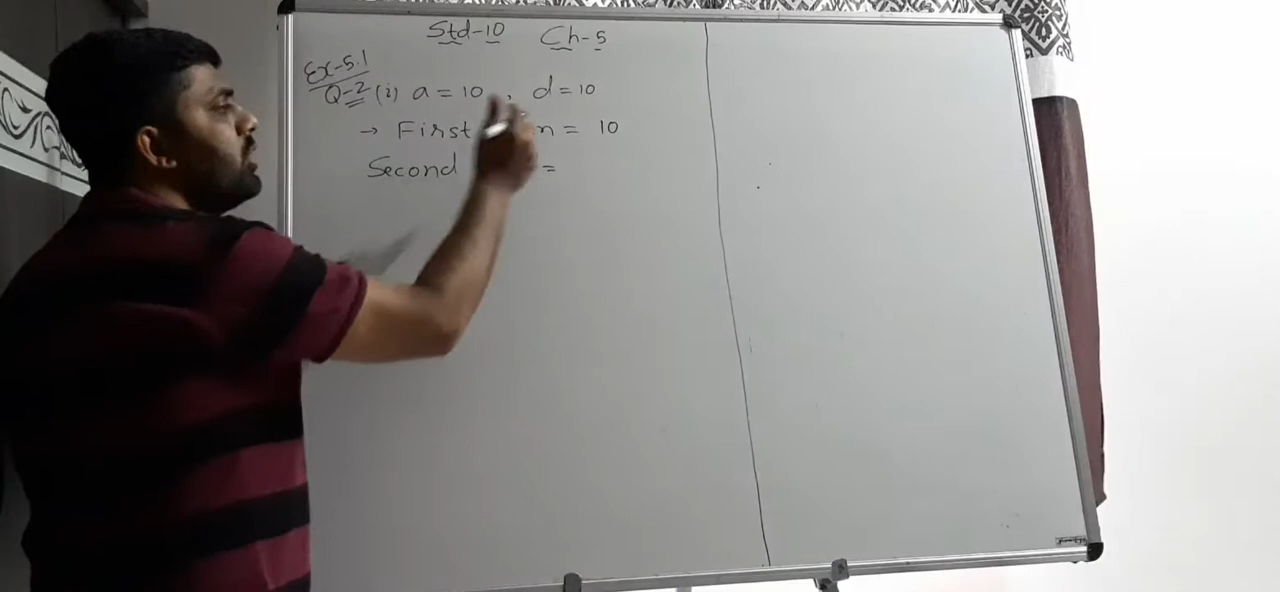 Std-10 Ch-5
Ex-5.1
Q-2 (i) a = 10, d = 10
→ First = 10
Second =